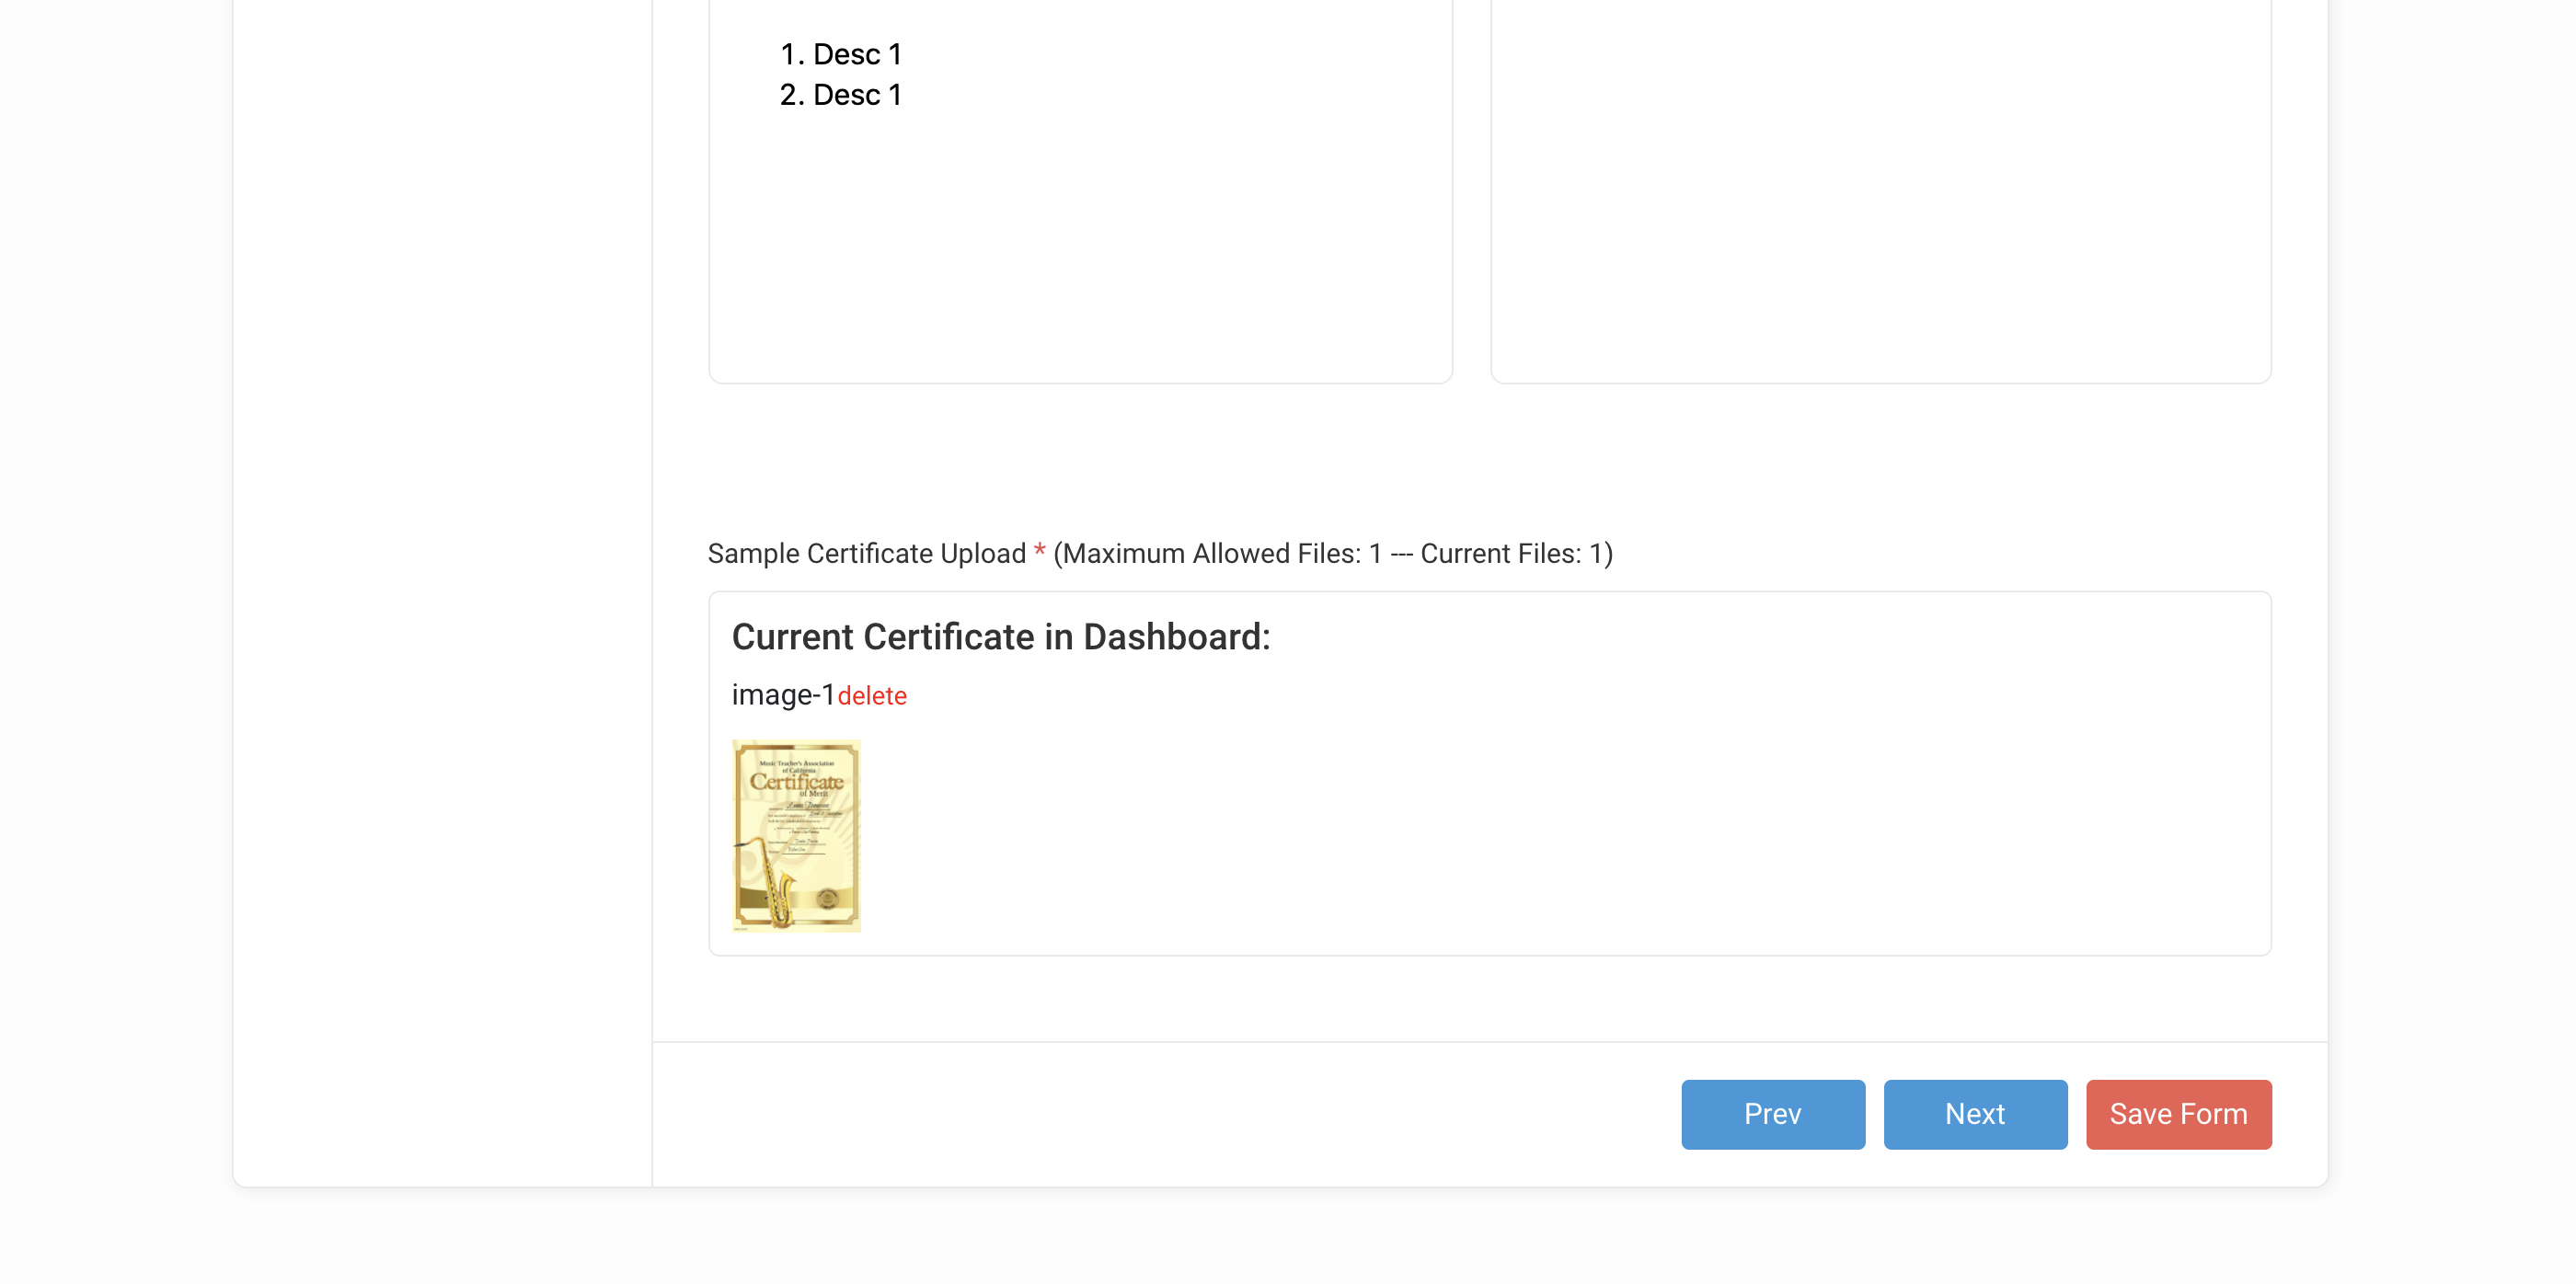 1. Desc 1
2. Desc 1
Sample Certificate Upload * (Maximum Allowed Files: 1 --- Current Files: 1)
Current Certificate in Dashboard:
image-1delete
Music Teacher's Association
of California
Certificate
of Merit
Prev Next Save Form